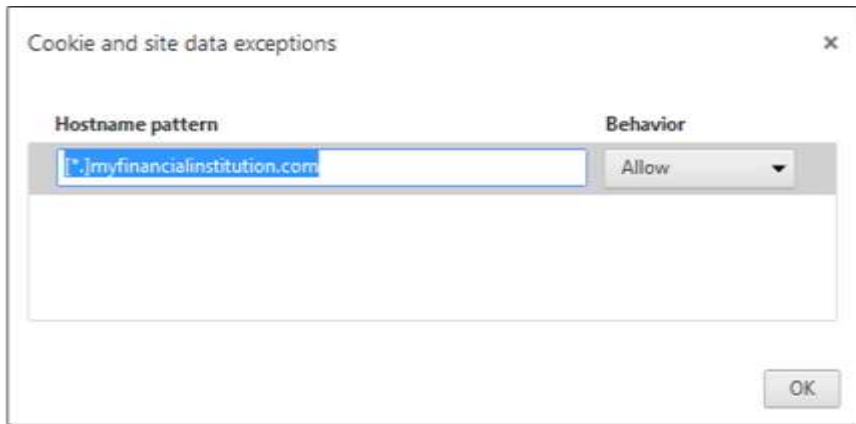 Cookie and site data exceptions ×
Hostname pattern Behavior
[*.]myfinancialinstitution.com Allow
OK